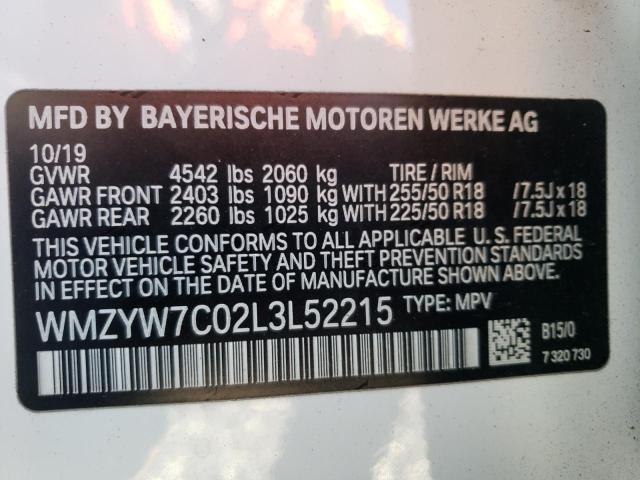 MFD BY BAYERISCHE MOTOREN WERKE AG
10/19
GVWR 4542 lbs 2060 kg TIRE / RIM
GAWR FRONT 2403 lbs 1090 kg WITH 255/50 R18 /7.5J x 18
GAWR REAR 2260 lbs 1025 kg WITH 225/50 R18 /7.5J x 18
THIS VEHICLE CONFORMS TO ALL APPLICABLE U. S. FEDERAL
MOTOR VEHICLE SAFETY AND THEFT PREVENTION STANDARDS
IN EFFECT ON THE DATE OF MANUFACTURE SHOWN ABOVE.
WMZYW7C02L3L52215 TYPE: MPV
B15/0
7 320 730